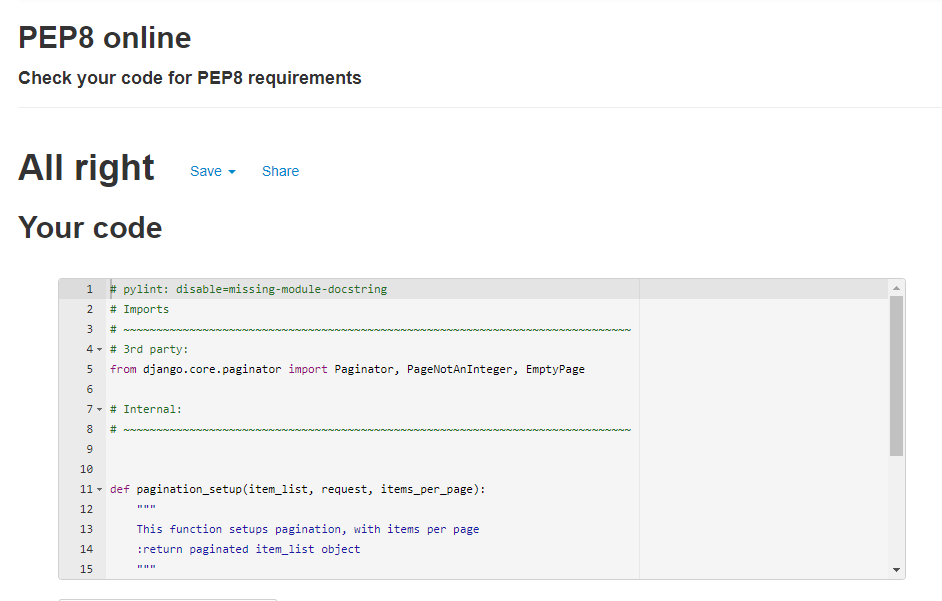 PEP8 online
Check your code for PEP8 requirements
All right Save Share
Your code
1 # pylint: disable=missing-module-docstring
2 # Imports
3 # ~~~~~~~~~~~~~~~~~~~~~~~~~~~~~~~~~~~~~~~~~~~~~~~~~~~~~~~~~~~~~~~~~~~~~~~~~~~~~
4 # 3rd party:
5 from django.core.paginator import Paginator, PageNotAnInteger, EmptyPage
6
7 # Internal:
8 # ~~~~~~~~~~~~~~~~~~~~~~~~~~~~~~~~~~~~~~~~~~~~~~~~~~~~~~~~~~~~~~~~~~~~~~~~~~~~~
9
10
11 def pagination_setup(item_list, request, items_per_page):
12 """
13 This function setups pagination, with items per page
14 :return paginated item_list object
15 """